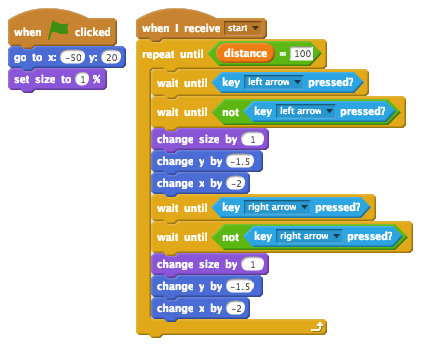 when clicked
go to x: -50 y: 20
set size to 1 %
when I receive start
repeat until distance = 100
wait until key left arrow pressed?
wait until not key left arrow pressed?
change size by 1
change y by -1.5
change x by -2
wait until key right arrow pressed?
wait until not key right arrow pressed?
change size by 1
change y by -1.5
change x by -2